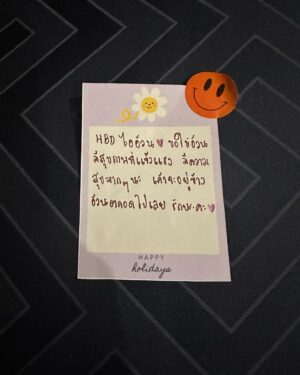 HBD ไออ้วน ขอให้อ้วน
มีสุขภาพที่แข็งแรง มีความ
สุขมากๆนะ เค้าจะอยู่ข้าง
อ้วนตลอดไปเลย รักนะคะ
HAPPY
holidays